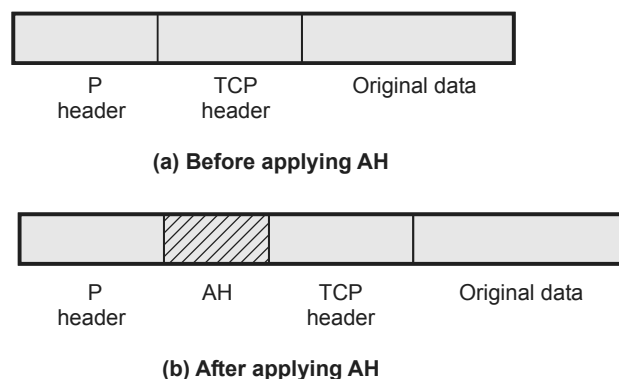 P header
TCP header
Original data
(a) Before applying AH
P header
AH
TCP header
Original data
(b) After applying AH